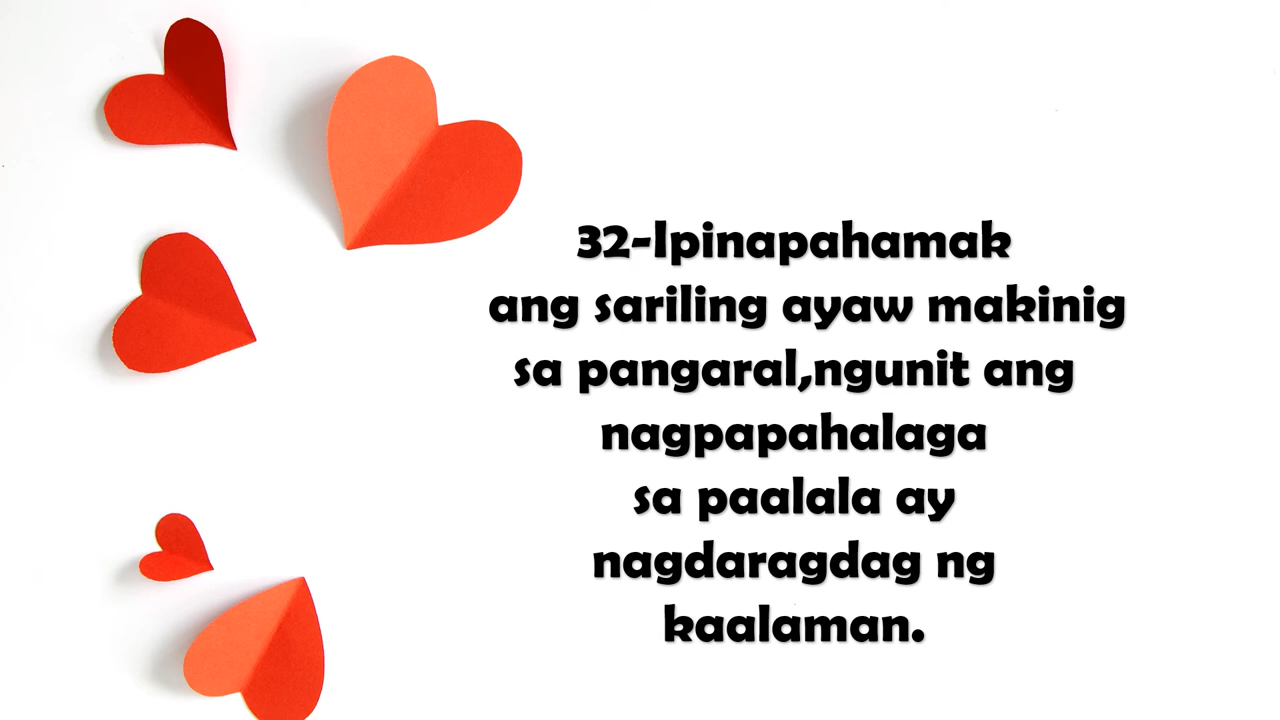 32-Ipinapahamak
ang sariling ayaw makinig
sa pangaral,ngunit ang
nagpapahalaga
sa paalala ay
nagdaragdag ng
kaalaman.